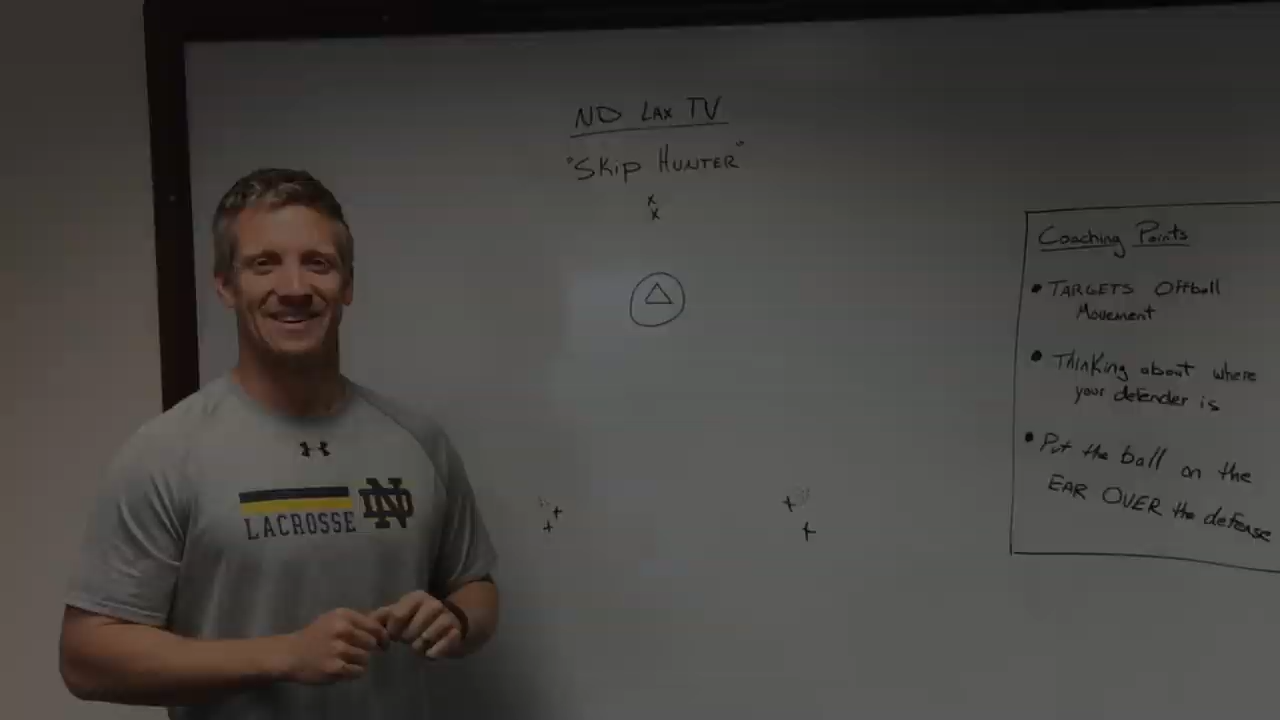 ND LAX TV
"SKIP HUNTER"
x
x
Coaching Points
• TARGETS Offball
Movement
• Thinking about where
your defender is
• Put the ball on the
EAR OVER the defense
LACROSSE ND